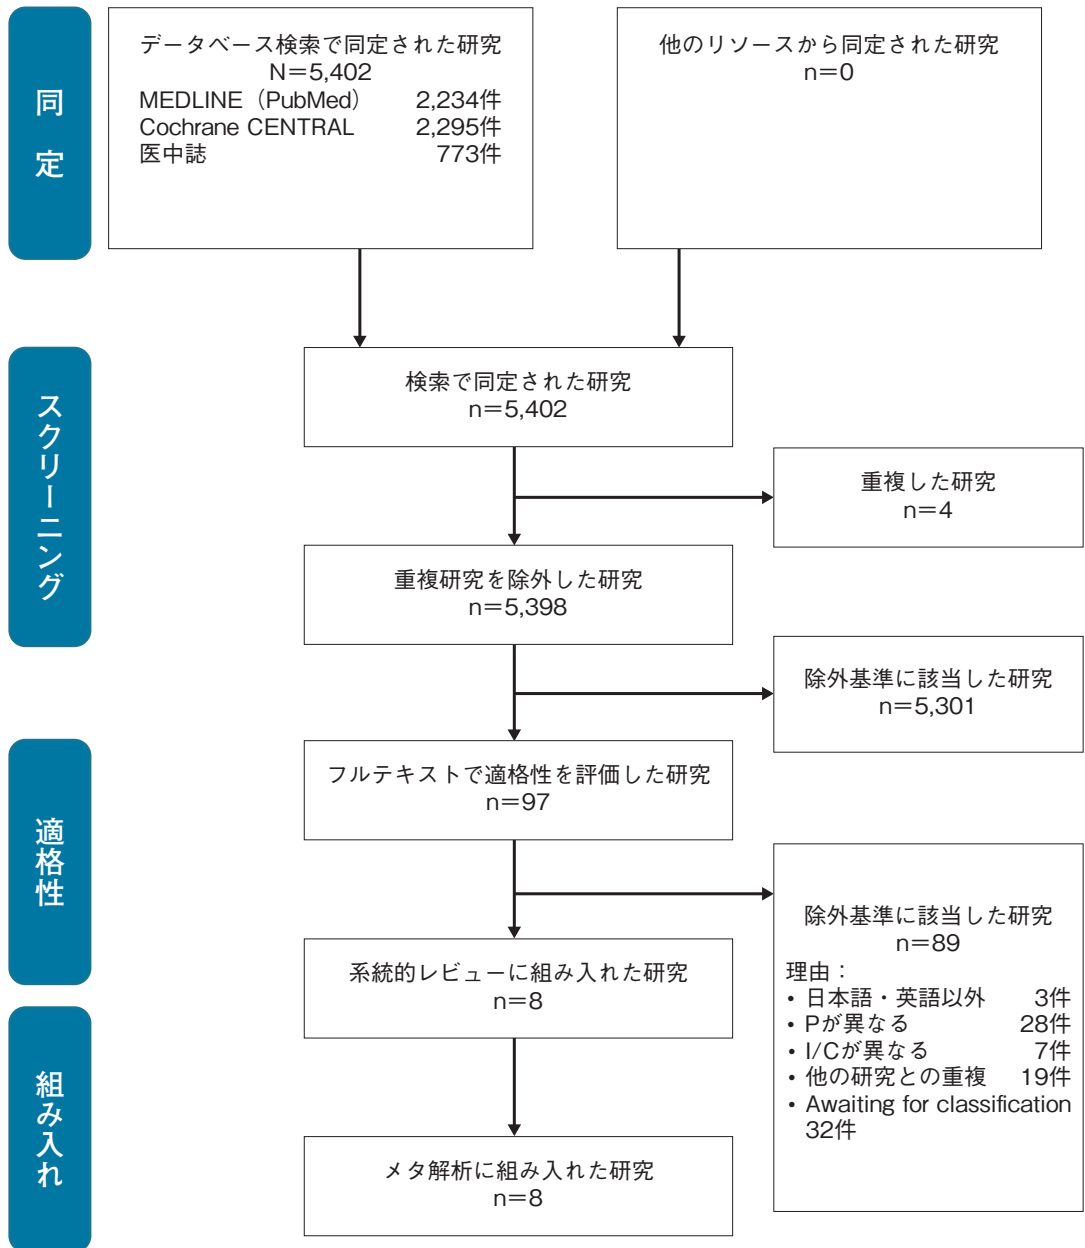 同定
データベース検索で同定された研究
N＝5,402
MEDLINE（PubMed） 2,234件
Cochrane CENTRAL 2,295件
医中誌 773件
他のリソースから同定された研究
n＝0
スクリーニング
検索で同定された研究
n＝5,402
重複した研究
n＝4
重複研究を除外した研究
n＝5,398
除外基準に該当した研究
n＝5,301
適格性
フルテキストで適格性を評価した研究
n＝97
除外基準に該当した研究
n＝89
理由：
• 日本語・英語以外 3件
• Pが異なる 28件
• I/Cが異なる 7件
• 他の研究との重複 19件
• Awaiting for classification
32件
系統的レビューに組み入れた研究
n＝8
組み入れ
メタ解析に組み入れた研究
n＝8